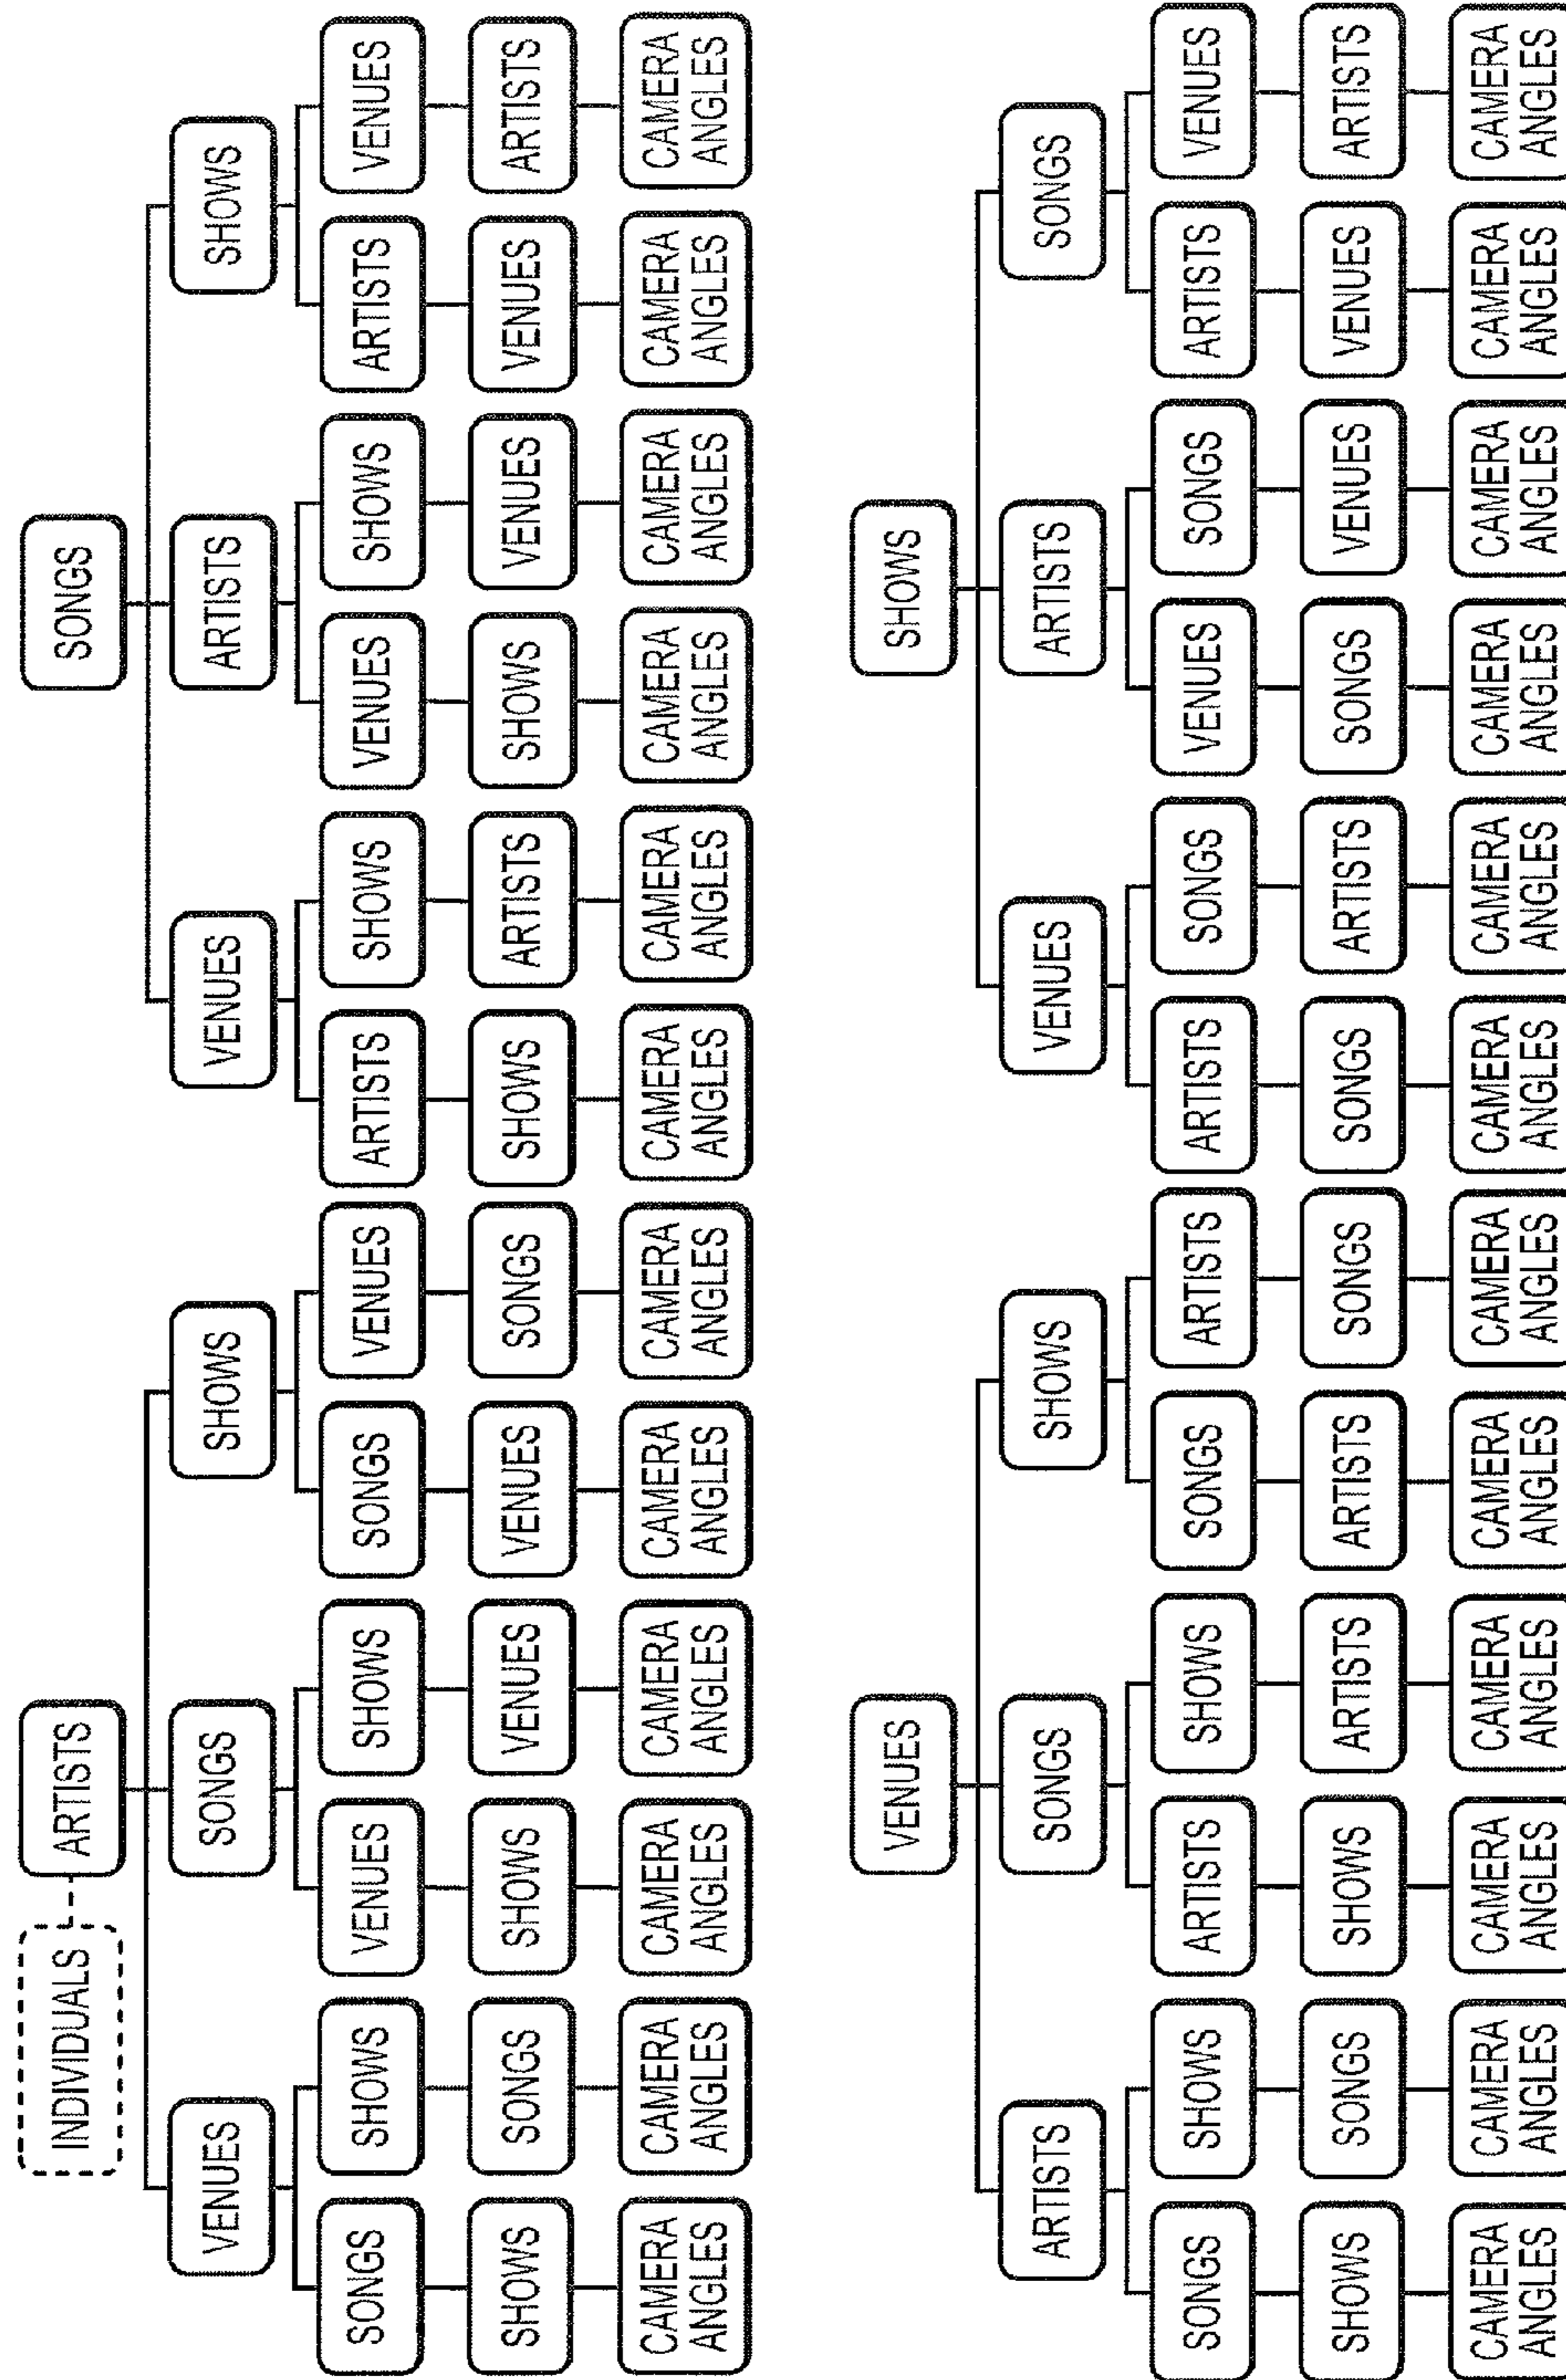 INDIVIDUALS ARTISTS SONGS
VENUES SONGS SHOWS VENUES ARTISTS SHOWS
SONGS SHOWS VENUES SHOWS SONGS VENUES ARTISTS SHOWS VENUES SHOWS ARTISTS VENUES
SHOWS SONGS SHOWS VENUES VENUES SONGS SHOWS ARTISTS SHOWS VENUES VENUES ARTISTS
CAMERA CAMERA CAMERA CAMERA CAMERA CAMERA CAMERA CAMERA CAMERA CAMERA CAMERA CAMERA
ANGLES ANGLES ANGLES ANGLES ANGLES ANGLES ANGLES ANGLES ANGLES ANGLES ANGLES ANGLES
VENUES SHOWS
ARTISTS SONGS SHOWS VENUES ARTISTS SONGS
SONGS SHOWS ARTISTS SHOWS SONGS ARTISTS ARTISTS SONGS VENUES SONGS ARTISTS VENUES
SHOWS SONGS SHOWS ARTISTS ARTISTS SONGS SONGS ARTISTS SONGS VENUES VENUES ARTISTS
CAMERA CAMERA CAMERA CAMERA CAMERA CAMERA CAMERA CAMERA CAMERA CAMERA CAMERA CAMERA
ANGLES ANGLES ANGLES ANGLES ANGLES ANGLES ANGLES ANGLES ANGLES ANGLES ANGLES ANGLES